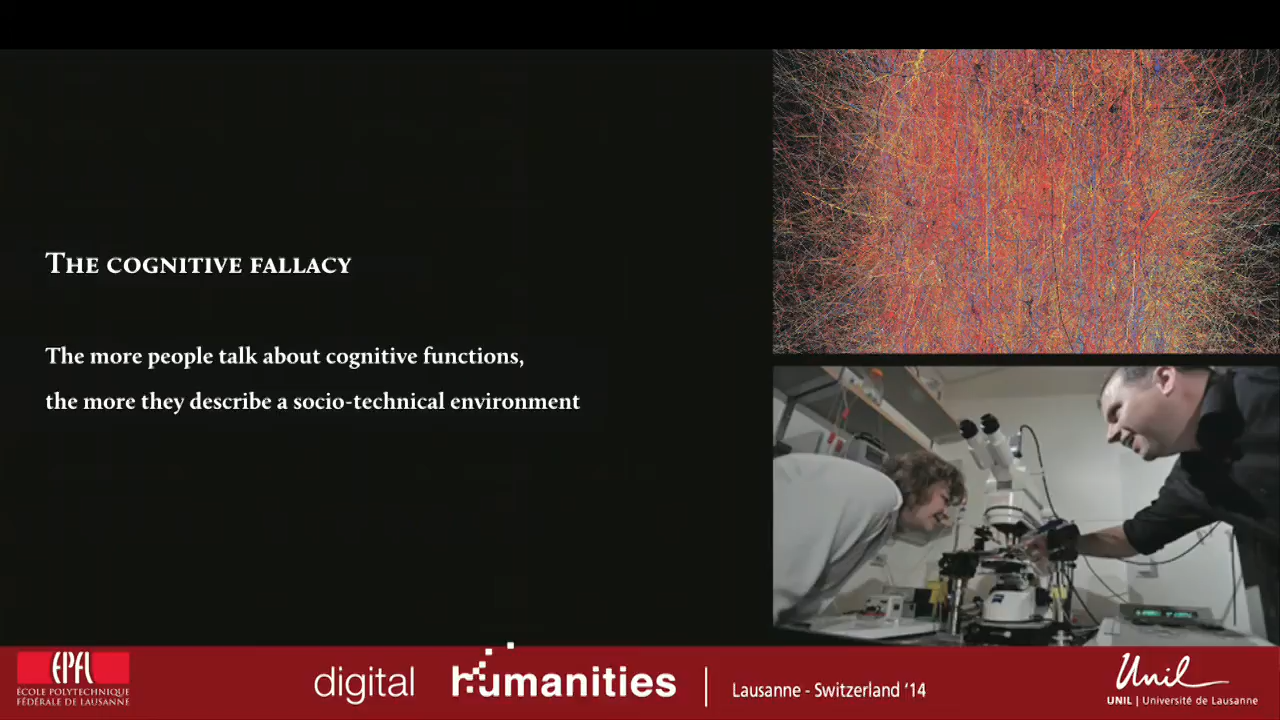 The cognitive fallacy
The more people talk about cognitive functions,
the more they describe a socio-technical environment
EPFL
ÉCOLE POLYTECHNIQUE
FÉDÉRALE DE LAUSANNE
digital humanities
Lausanne - Switzerland '14
Unil
UNIL | Université de Lausanne